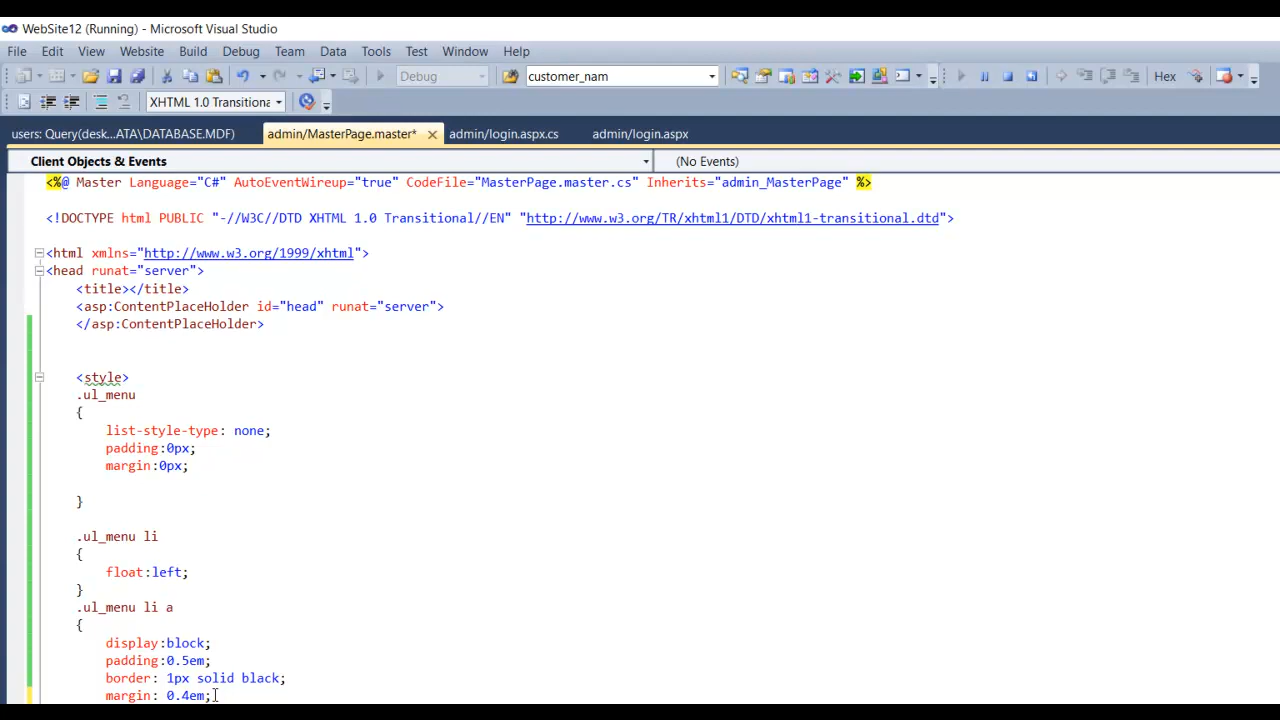 WebSite12 (Running) - Microsoft Visual Studio
File Edit View Website Build Debug Team Data Tools Test Window Help
Debug customer_nam Hex
XHTML 1.0 Transitiona
users: Query(desk...ATA\DATABASE.MDF) admin/MasterPage.master* admin/login.aspx.cs admin/login.aspx
Client Objects & Events (No Events)
<%@ Master Language="C#" AutoEventWireup="true" CodeFile="MasterPage.master.cs" Inherits="admin_MasterPage" %>
<!DOCTYPE html PUBLIC "-//W3C//DTD XHTML 1.0 Transitional//EN" "http://www.w3.org/TR/xhtml1/DTD/xhtml1-transitional.dtd">
<html xmlns="http://www.w3.org/1999/xhtml">
<head runat="server">
<title></title>
<asp:ContentPlaceHolder id="head" runat="server">
</asp:ContentPlaceHolder>
<style>
.ul_menu
{
list-style-type: none;
padding:0px;
margin:0px;
}
.ul_menu li
{
float:left;
}
.ul_menu li a
{
display:block;
padding:0.5em;
border: 1px solid black;
margin: 0.4em;